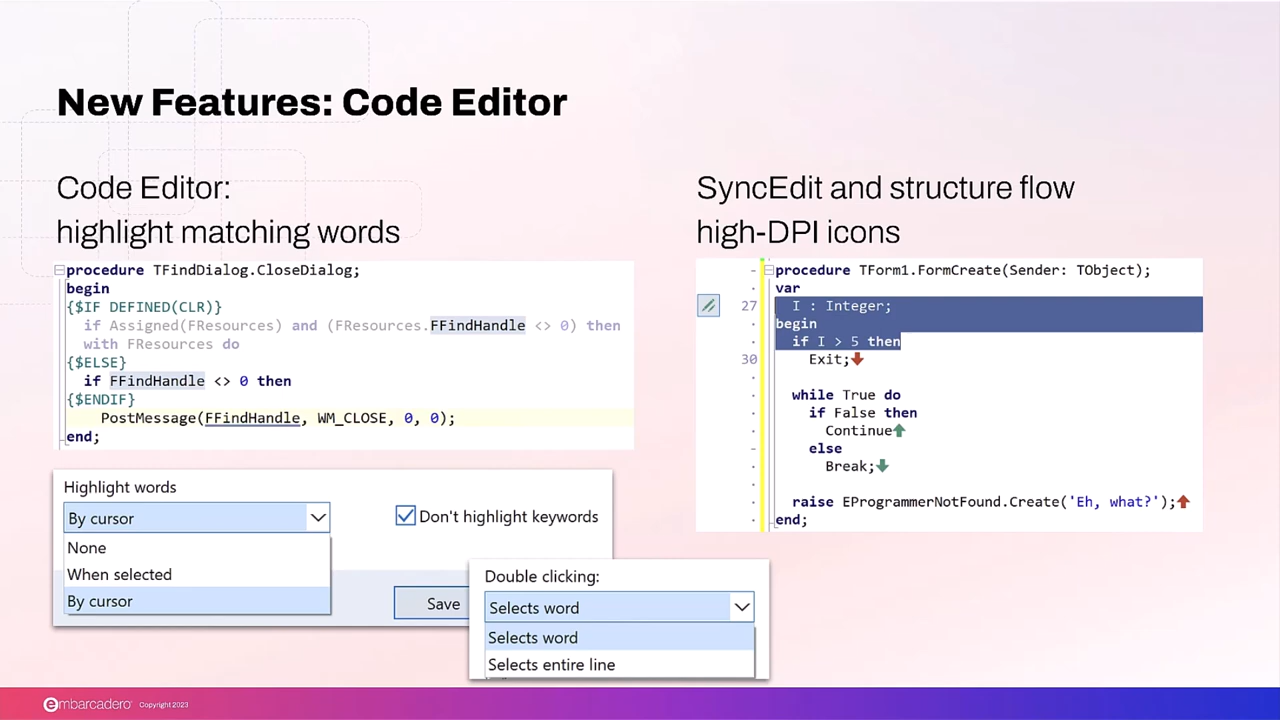 New Features: Code Editor
Code Editor:
highlight matching words
procedure TFindDialog.CloseDialog;
begin
{$IF DEFINED(CLR)}
if Assigned(FResources) and (FResources.FFindHandle <> 0) then
with FResources do
{$ELSE}
if FFindHandle <> 0 then
{$ENDIF}
PostMessage(FFindHandle, WM_CLOSE, 0, 0);
end;
Highlight words
By cursor
Don't highlight keywords
None
When selected
By cursor
Save
Double clicking:
Selects word
Selects word
Selects entire line
SyncEdit and structure flow
high-DPI icons
procedure TForm1.FormCreate(Sender: TObject);
var
27 I : Integer;
begin
if I > 5 then
30 Exit;
while True do
if False then
Continue
else
Break;
raise EProgrammerNotFound.Create('Eh, what?');
end;
embarcadero Copyright 2023